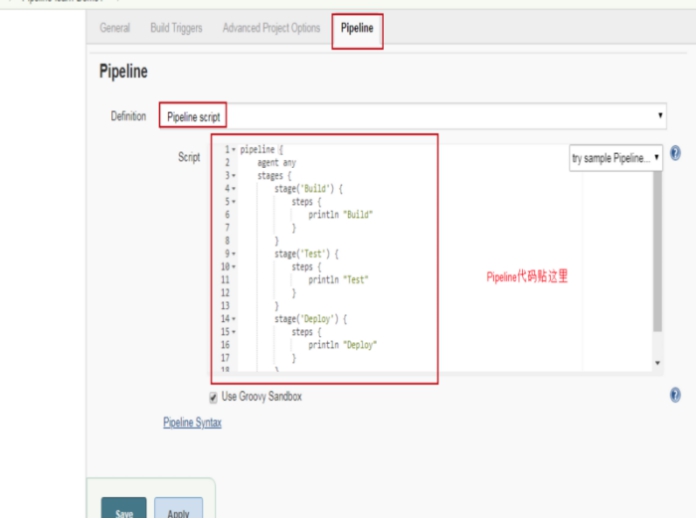 General Build Triggers Advanced Project Options Pipeline
Pipeline
Definition Pipeline script
Script
try sample Pipeline...
1 pipeline {
2 agent any
3 stages {
4 stage('Build') {
5 steps {
6 println "Build"
7 }
8 }
9 stage('Test') {
10 steps {
11 println "Test"
12 }
13 }
14 stage('Deploy') {
15 steps {
16 println "Deploy"
17 }
18 }
Pipeline代码贴这里
Use Groovy Sandbox
Pipeline Syntax
Save Apply